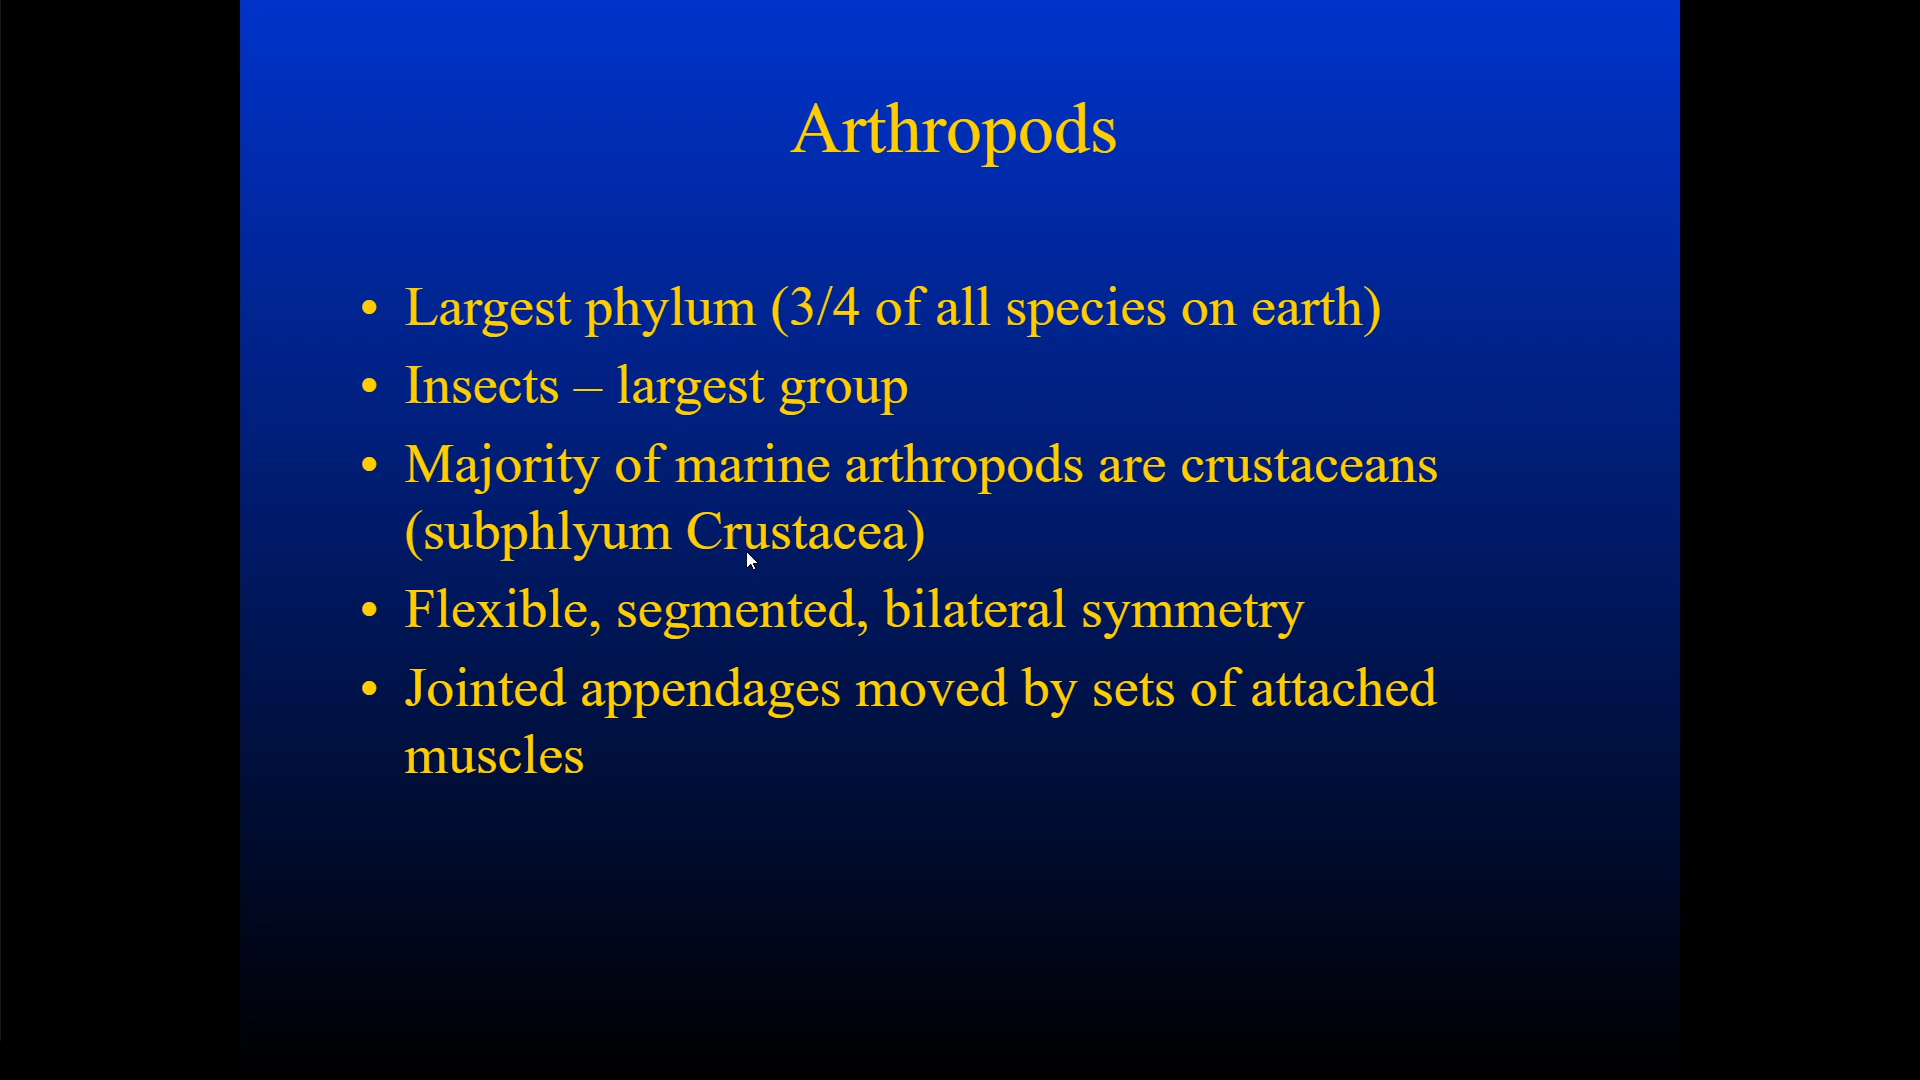 Arthropods
• Largest phylum (3/4 of all species on earth)
• Insects – largest group
• Majority of marine arthropods are crustaceans
(subphlyum Crustacea)
• Flexible, segmented, bilateral symmetry
• Jointed appendages moved by sets of attached
muscles